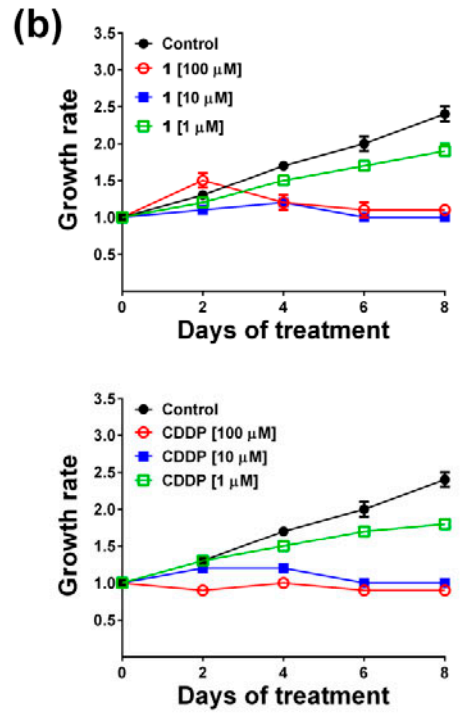 (b)
3.5
3.0
2.5
2.0
1.5
1.0
0.5
Growth rate
Control
1 [100 μM]
1 [10 μM]
1 [1 μM]
0 2 4 6 8
Days of treatment
3.5
3.0
2.5
2.0
1.5
1.0
0.5
Growth rate
Control
CDDP [100 μM]
CDDP [10 μM]
CDDP [1 μM]
0 2 4 6 8
Days of treatment